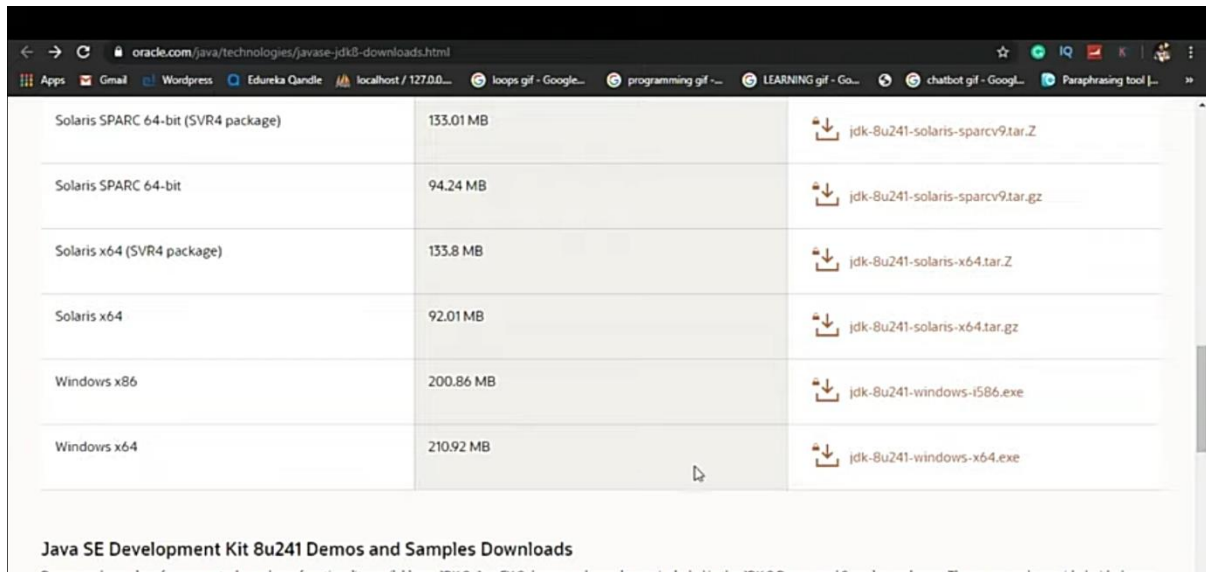 oracle.com/java/technologies/javase-jdk8-downloads.html
IQ K
Apps Gmail Wordpress Edureka Qandle localhost / 127.0.0.... loops gif - Google... programming gif -... LEARNING gif - Go... chatbot gif - Googl... Paraphrasing tool |... »
Solaris SPARC 64-bit (SVR4 package) 133.01 MB jdk-8u241-solaris-sparcv9.tar.Z
Solaris SPARC 64-bit 94.24 MB jdk-8u241-solaris-sparcv9.tar.gz
Solaris x64 (SVR4 package) 133.8 MB jdk-8u241-solaris-x64.tar.Z
Solaris x64 92.01 MB jdk-8u241-solaris-x64.tar.gz
Windows x86 200.86 MB jdk-8u241-windows-i586.exe
Windows x64 210.92 MB jdk-8u241-windows-x64.exe
Java SE Development Kit 8u241 Demos and Samples Downloads